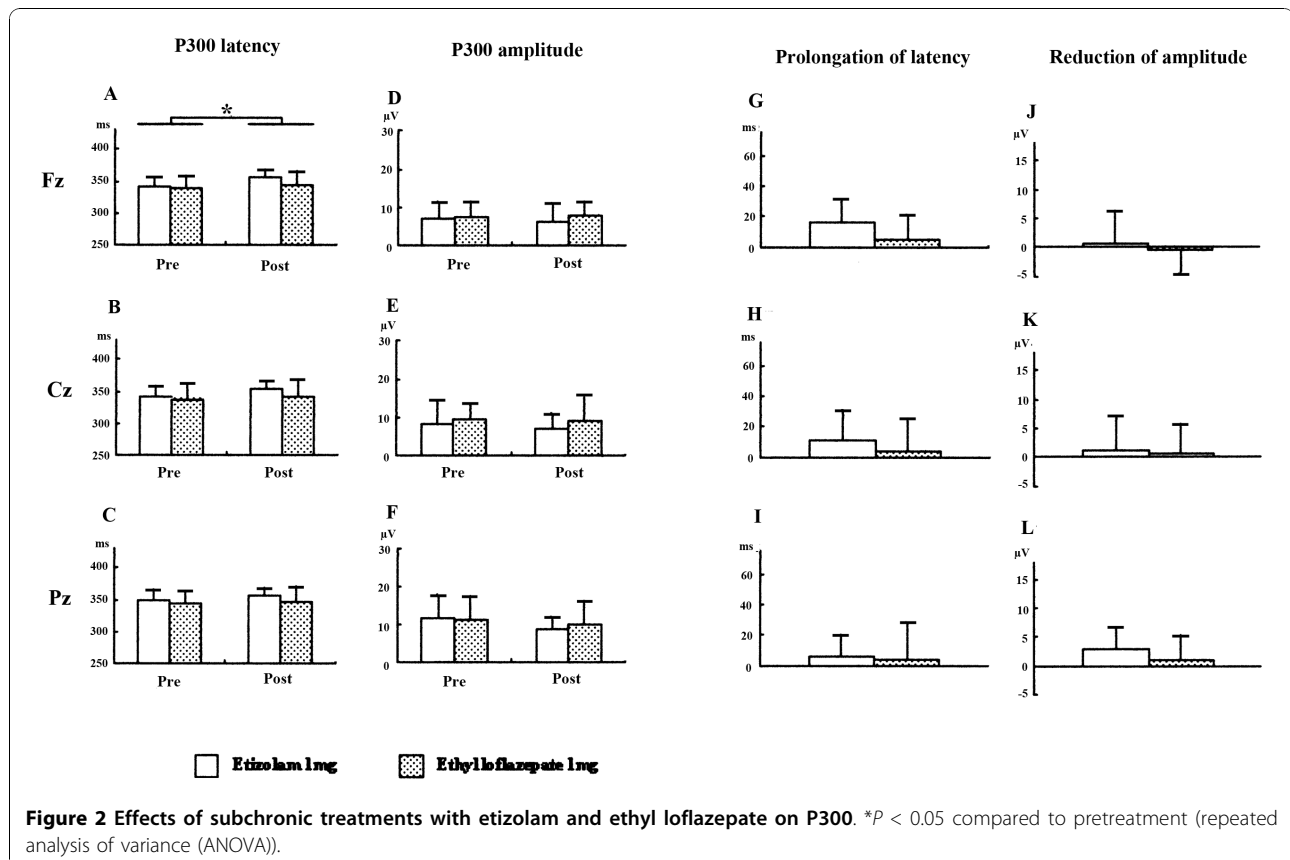 P300 latency
P300 amplitude
Prolongation of latency
Reduction of amplitude
A
*
ms
400
350
300
250
Fz
Pre
Post
D
µV
30
20
10
0
Pre
Post
G
ms
60
40
20
0
J
µV
15
10
5
0
-5
B
ms
400
350
300
250
Cz
Pre
Post
E
µV
30
20
10
0
Pre
Post
H
ms
60
40
20
0
K
µV
15
10
5
0
-5
C
ms
400
350
300
250
Pz
Pre
Post
F
µV
30
20
10
0
Pre
Post
I
ms
60
40
20
0
L
µV
15
10
5
0
-5
Etizolam 1mg
Ethyl loflazepate 1mg
Figure 2 Effects of subchronic treatments with etizolam and ethyl loflazepate on P300. *P < 0.05 compared to pretreatment (repeated
analysis of variance (ANOVA)).